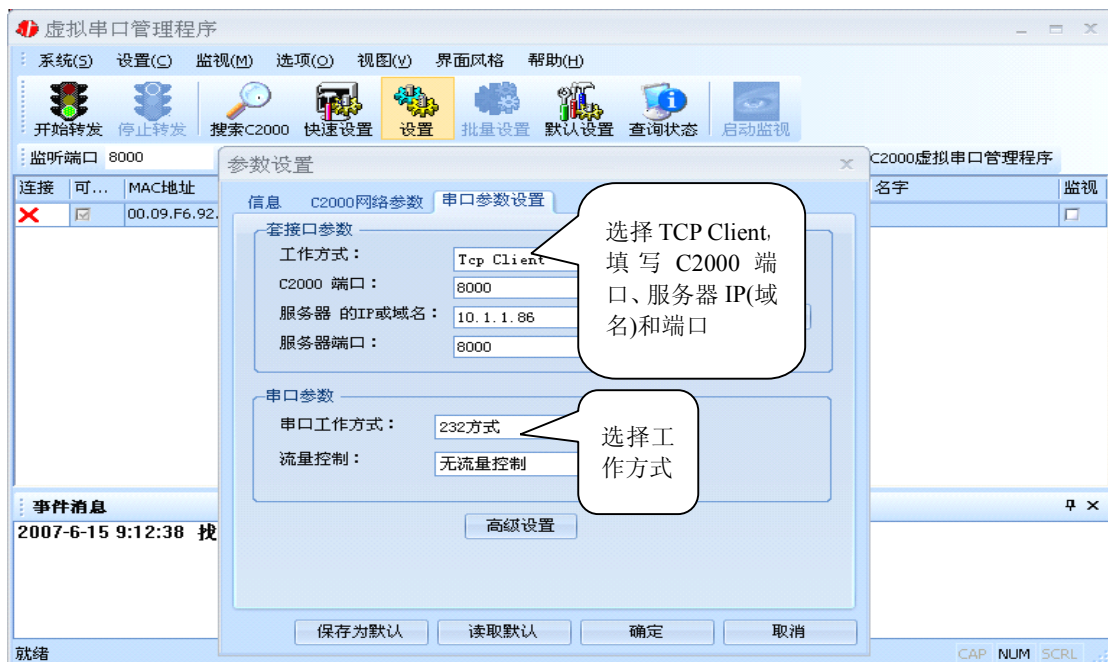 虚拟串口管理程序
系统(S) 设置(C) 监视(M) 选项(O) 视图(V) 界面风格 帮助(H)
开始转发 停止转发 搜索C2000 快速设置 设置 批量设置 默认设置 查询状态 启动监视
监听端口 8000
C2000虚拟串口管理程序
连接 可... MAC地址 名字 监视
00.09.F6.92.
参数设置
信息 C2000网络参数 串口参数设置
套接口参数
工作方式： Tcp Client
C2000 端口： 8000
服务器 的IP或域名： 10.1.1.86
服务器端口： 8000
选择 TCP Client,
填写 C2000 端
口、服务器 IP(域
名)和端口
串口参数
串口工作方式： 232方式
流量控制： 无流量控制
选择工
作方式
高级设置
保存为默认 读取默认 确定 取消
事件消息
2007-6-15 9:12:38 找
就绪
CAP NUM SCRL